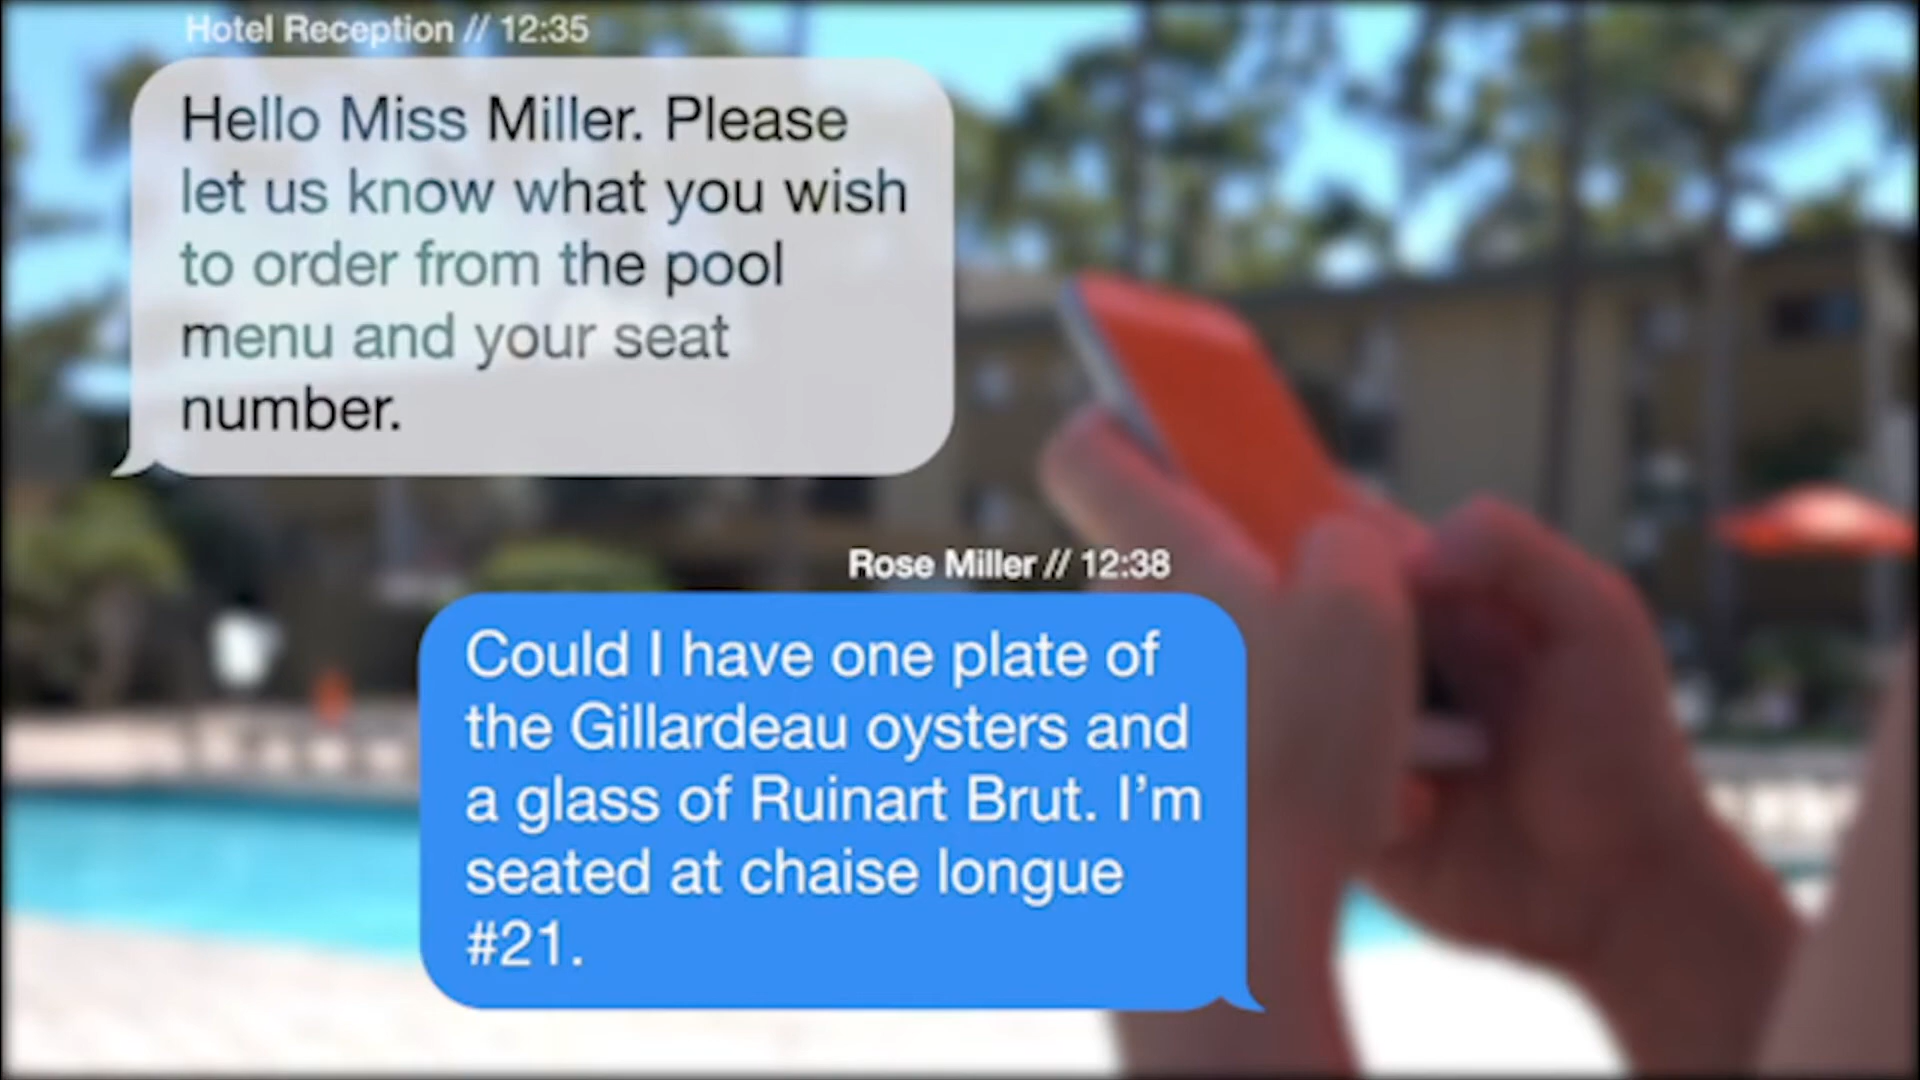 Hotel Reception // 12:35
Hello Miss Miller. Please
let us know what you wish
to order from the pool
menu and your seat
number.
Rose Miller // 12:38
Could I have one plate of
the Gillardeau oysters and
a glass of Ruinart Brut. I'm
seated at chaise longue
#21.